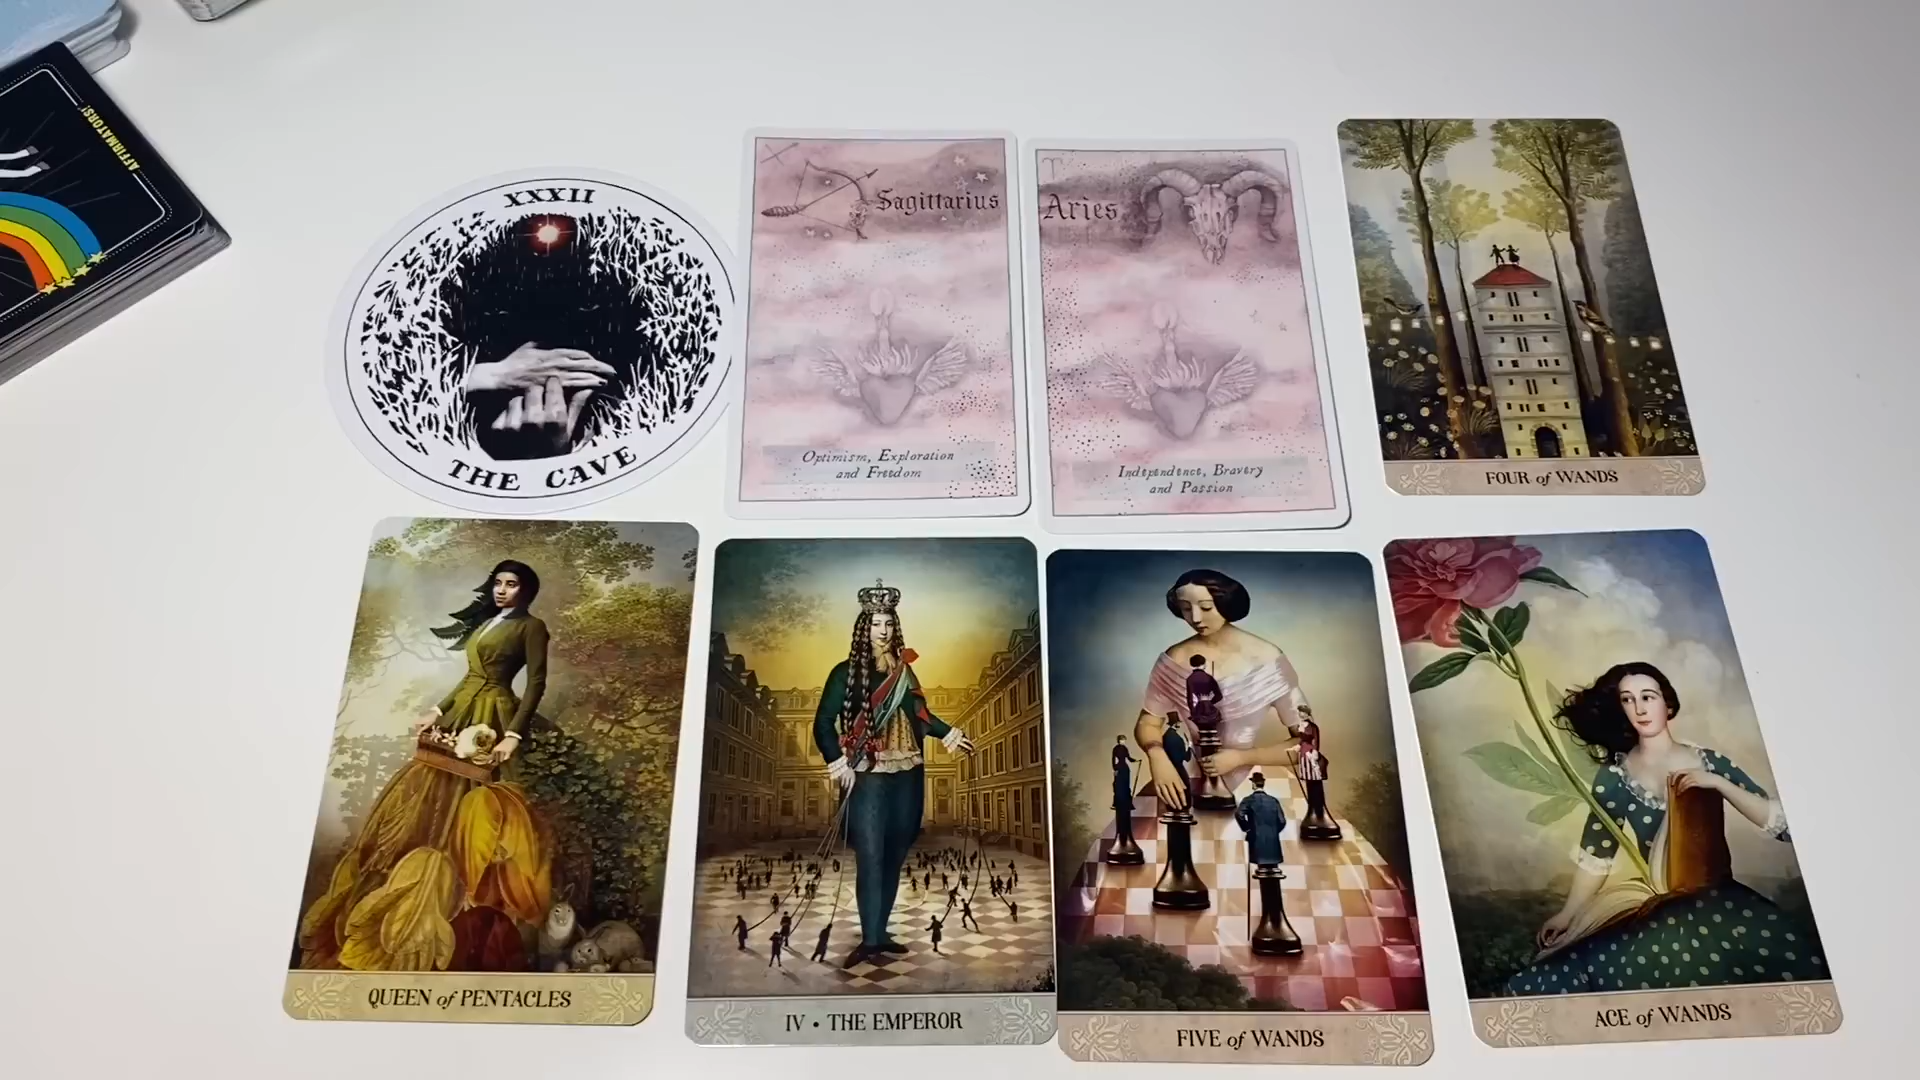 AFFIRMATORS!
XXXII
THE CAVE
Sagittarius
Optimism, Exploration
and Freedom
Aries
Independence, Bravery
and Passion
FOUR of WANDS
QUEEN of PENTACLES
IV • THE EMPEROR
FIVE of WANDS
ACE of WANDS